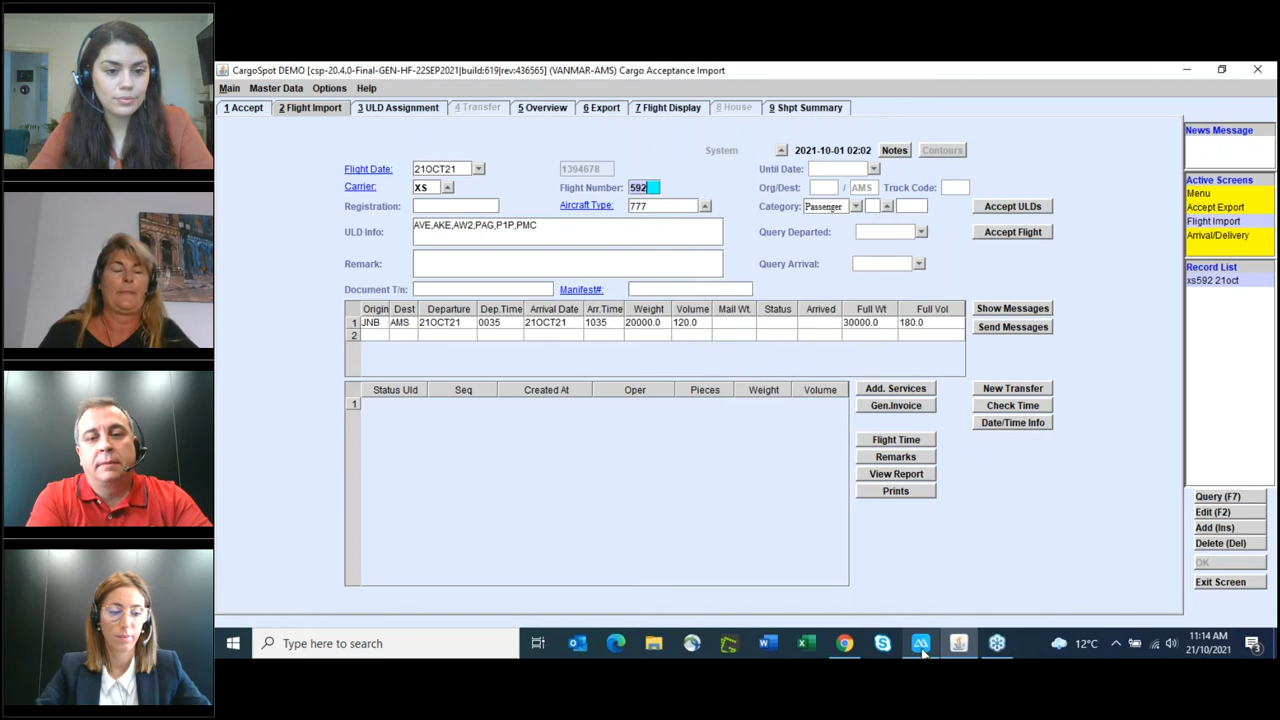 CargoSpot DEMO [csp-20.4.0-Final-GEN-HF-22SEP2021|build:619|rev:436565] (VANMAR-AMS) Cargo Acceptance Import
Main Master Data Options Help
1 Accept 2 Flight Import 3 ULD Assignment 4 Transfer 5 Overview 6 Export 7 Flight Display 8 House 9 Shpt Summary
System 2021-10-01 02:02 Notes Contours
Flight Date: 21OCT21 1394678 Until Date:
Carrier: XS Flight Number: 592 Org/Dest: / AMS Truck Code:
Registration: Aircraft Type: 777 Category: Passenger Accept ULDs
ULD Info: AVE,AKE,AW2,PAG,P1P,PMC Query Departed: Accept Flight
Remark: Query Arrival:
Document T/n: Manifest#:
Origin Dest Departure Dep.Time Arrival Date Arr.Time Weight Volume Mail Wt. Status Arrived Full Wt Full Vol Show Messages
1 JNB AMS 21OCT21 0035 21OCT21 1035 20000.0 120.0 30000.0 180.0 Send Messages
2
Status Uld Seq Created At Oper Pieces Weight Volume Add. Services New Transfer
1 Gen.Invoice Check Time
Date/Time Info
Flight Time
Remarks
View Report
Prints
News Message
Active Screens
Menu
Accept Export
Flight Import
Arrival/Delivery
Record List
xs592 21oct
Query (F7)
Edit (F2)
Add (Ins)
Delete (Del)
OK
Exit Screen
Type here to search 12°C 11:14 AM
21/10/2021
3